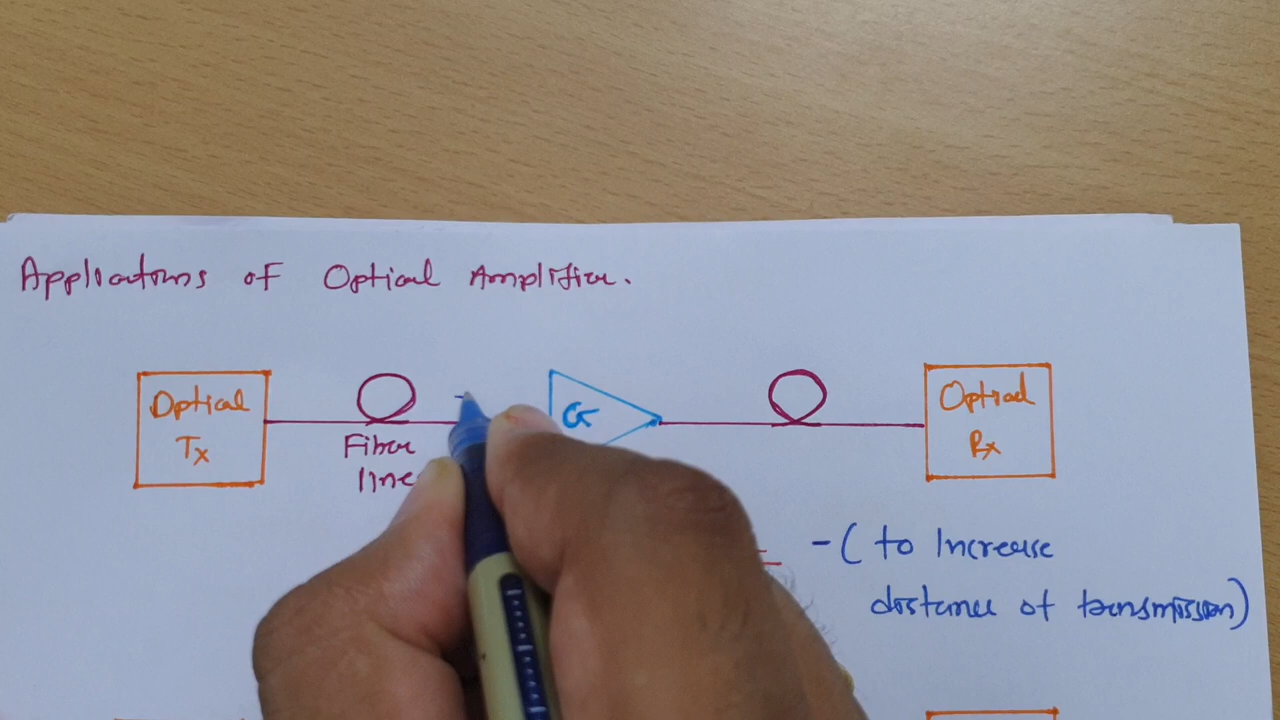 Applications of Optical Amplifier.
Optical
Tx
Fiber
line
G
Optical
Rx
- ( to Increase
distance of transmission)